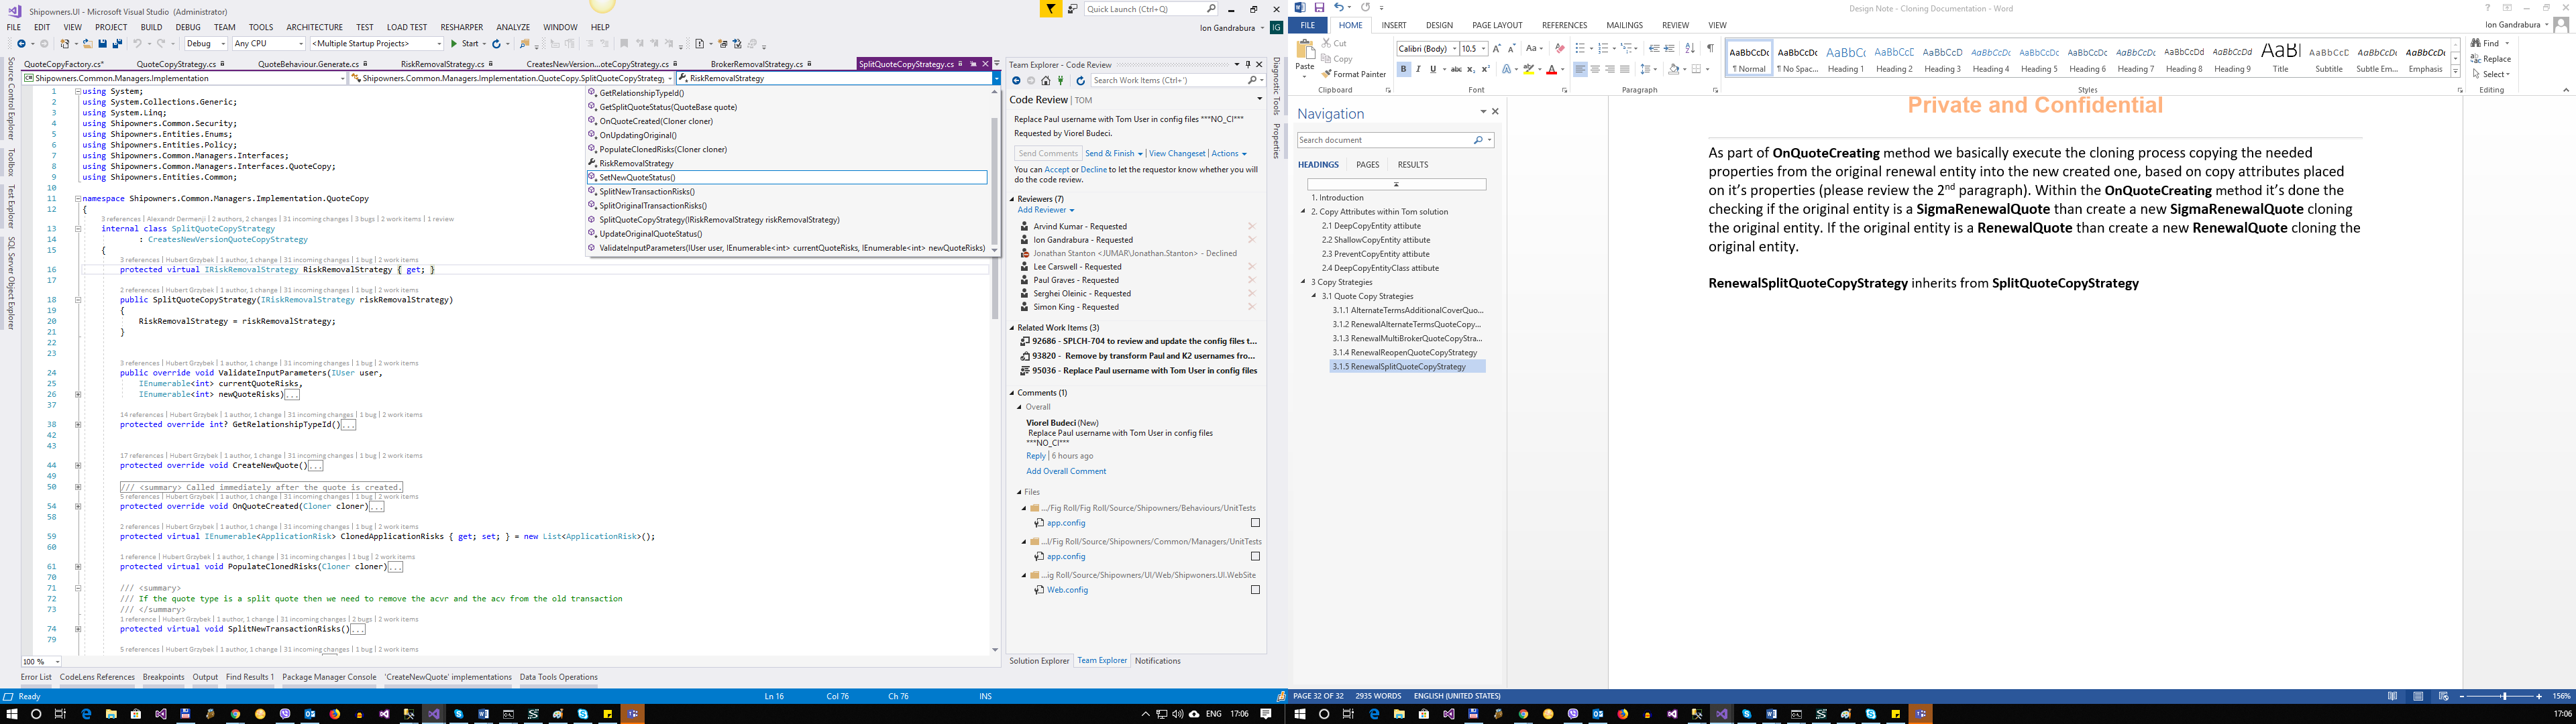 Shipowners.UI - Microsoft Visual Studio (Administrator)
Quick Launch (Ctrl+Q)
FILE EDIT VIEW PROJECT BUILD DEBUG TEAM TOOLS ARCHITECTURE TEST LOAD TEST RESHARPER ANALYZE WINDOW HELP
Ion Gandrabura
IG
Debug Any CPU <Multiple Startup Projects> Start
QuoteCopyFactory.cs* QuoteCopyStrategy.cs QuoteBehaviour.Generate.cs RiskRemovalStrategy.cs CreatesNewVersion...oteCopyStrategy.cs BrokerRemovalStrategy.cs SplitQuoteCopyStrategy.cs
Shipowners.Common.Managers.Implementation Shipowners.Common.Managers.Implementation.QuoteCopy.SplitQuoteCopyStrategy RiskRemovalStrategy
Source Control Explorer
Toolbox
Test Explorer
SQL Server Object Explorer
1 using System;
2 using System.Collections.Generic;
3 using System.Linq;
4 using Shipowners.Common.Security;
5 using Shipowners.Entities.Enums;
6 using Shipowners.Entities.Policy;
7 using Shipowners.Common.Managers.Interfaces;
8 using Shipowners.Common.Managers.Interfaces.QuoteCopy;
9 using Shipowners.Entities.Common;
10
11 namespace Shipowners.Common.Managers.Implementation.QuoteCopy
12 {
3 references | Alexandr Dermenji | 2 authors, 2 changes | 31 incoming changes | 3 bugs | 2 work items | 1 review
13 internal class SplitQuoteCopyStrategy
14 : CreatesNewVersionQuoteCopyStrategy
15 {
3 references | Hubert Grzybek | 1 author, 1 change | 31 incoming changes | 1 bug | 2 work items
16 protected virtual IRiskRemovalStrategy RiskRemovalStrategy { get; }
17
2 references | Hubert Grzybek | 1 author, 1 change | 31 incoming changes | 1 bug | 2 work items
18 public SplitQuoteCopyStrategy(IRiskRemovalStrategy riskRemovalStrategy)
19 {
20 RiskRemovalStrategy = riskRemovalStrategy;
21 }
22
23
3 references | Hubert Grzybek | 1 author, 1 change | 31 incoming changes | 1 bug | 2 work items
24 public override void ValidateInputParameters(IUser user,
25 IEnumerable<int> currentQuoteRisks,
26 IEnumerable<int> newQuoteRisks)...
37
14 references | Hubert Grzybek | 1 author, 1 change | 31 incoming changes | 1 bug | 2 work items
38 protected override int? GetRelationshipTypeId()...
42
43
17 references | Hubert Grzybek | 1 author, 1 change | 31 incoming changes | 1 bug | 2 work items
44 protected override void CreateNewQuote()...
49
50 /// <summary> Called immediately after the quote is created.
5 references | Hubert Grzybek | 1 author, 1 change | 31 incoming changes | 1 bug | 2 work items
54 protected override void OnQuoteCreated(Cloner cloner)...
58
2 references | Hubert Grzybek | 1 author, 1 change | 31 incoming changes | 1 bug | 2 work items
59 protected virtual IEnumerable<ApplicationRisk> ClonedApplicationRisks { get; set; } = new List<ApplicationRisk>();
60
1 reference | Hubert Grzybek | 1 author, 1 change | 31 incoming changes | 1 bug | 2 work items
61 protected virtual void PopulateClonedRisks(Cloner cloner)...
70
71 /// <summary>
72 /// If the quote type is a split quote then we need to remove the acvr and the acv from the old transaction
73 /// </summary>
1 reference | Hubert Grzybek | 1 author, 1 change | 31 incoming changes | 2 bugs | 2 work items
74 protected virtual void SplitNewTransactionRisks()...
79
5 references | Hubert Grzybek | 1 author, 1 change | 31 incoming changes | 1 bug | 2 work items
GetRelationshipTypeId()
GetSplitQuoteStatus(QuoteBase quote)
OnQuoteCreated(Cloner cloner)
OnUpdatingOriginal()
PopulateClonedRisks(Cloner cloner)
RiskRemovalStrategy
SetNewQuoteStatus()
SplitNewTransactionRisks()
SplitOriginalTransactionRisks()
SplitQuoteCopyStrategy(IRiskRemovalStrategy riskRemovalStrategy)
UpdateOriginalQuoteStatus()
ValidateInputParameters(IUser user, IEnumerable<int> currentQuoteRisks, IEnumerable<int> newQuoteRisks)
100 %
Error List CodeLens References Breakpoints Output Find Results 1 Package Manager Console 'CreateNewQuote' implementations Data Tools Operations
Ready Ln 16 Col 76 Ch 76 INS
Team Explorer - Code Review
Search Work Items (Ctrl+')
Code Review | TOM
Replace Paul username with Tom User in config files ***NO_CI***
Requested by Viorel Budeci.
Send Comments Send & Finish | View Changeset | Actions
You can Accept or Decline to let the requestor know whether you will
do the code review.
Reviewers (7)
Add Reviewer
Arvind Kumar - Requested
Ion Gandrabura - Requested
Jonathan Stanton <JUMAR\Jonathan.Stanton> - Declined
Lee Carswell - Requested
Paul Graves - Requested
Serghei Oleinic - Requested
Simon King - Requested
Related Work Items (3)
92686 - SPLCH-704 to review and update the config files t...
93820 - Remove by transform Paul and K2 usernames fro...
95036 - Replace Paul username with Tom User in config files
Comments (1)
Overall
Viorel Budeci (New)
Replace Paul username with Tom User in config files
***NO_CI***
Reply | 6 hours ago
Add Overall Comment
Files
.../Fig Roll/Fig Roll/Source/Shipowners/Behaviours/UnitTests
app.config
...l/Fig Roll/Source/Shipowners/Common/Managers/UnitTests
app.config
...ig Roll/Source/Shipowners/UI/Web/Shipwoners.UI.WebSite
Web.config
Solution Explorer Team Explorer Notifications
Diagnostic Tools
Properties
ENG 17:06
Design Note - Cloning Documentation - Word
FILE HOME INSERT DESIGN PAGE LAYOUT REFERENCES MAILINGS REVIEW VIEW
Ion Gandrabura
Paste Cut Copy Format Painter
Clipboard
Calibri (Body) 10.5
Font
Paragraph
AaBbCcDc ¶ Normal
AaBbCcDc ¶ No Spac...
Heading 1 Heading 2 Heading 3 Heading 4 Heading 5 Heading 6 Heading 7 Heading 8 Heading 9 Title Subtitle Subtle Em... Emphasis
Styles
Find
Replace
Select
Editing
Navigation
Search document
HEADINGS PAGES RESULTS
1. Introduction
2. Copy Attributes within Tom solution
2.1 DeepCopyEntity attibute
2.2 ShallowCopyEntity attibute
2.3 PreventCopyEntity attibute
2.4 DeepCopyEntityClass attibute
3 Copy Strategies
3.1 Quote Copy Strategies
3.1.1 AlternateTermsAdditionalCoverQuo...
3.1.2 RenewalAlternateTermsQuoteCopy...
3.1.3 RenewalMultiBrokerQuoteCopyStra...
3.1.4 RenewalReopenQuoteCopyStrategy
3.1.5 RenewalSplitQuoteCopyStrategy
Private and Confidential
As part of OnQuoteCreating method we basically execute the cloning process copying the needed
properties from the original renewal entity into the new created one, based on copy attributes placed
on it's properties (please review the 2nd paragraph). Within the OnQuoteCreating method it's done the
checking if the original entity is a SigmaRenewalQuote than create a new SigmaRenewalQuote cloning
the original entity. If the original entity is a RenewalQuote than create a new RenewalQuote cloning the
original entity.
RenewalSplitQuoteCopyStrategy inherits from SplitQuoteCopyStrategy
PAGE 32 OF 32 2935 WORDS ENGLISH (UNITED STATES)
156%
17:06